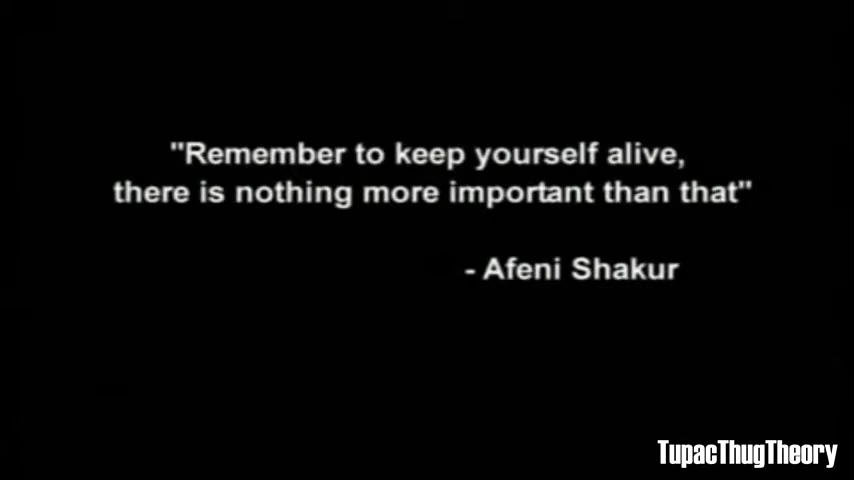 "Remember to keep yourself alive,
there is nothing more important than that"
- Afeni Shakur
TupacThugTheory